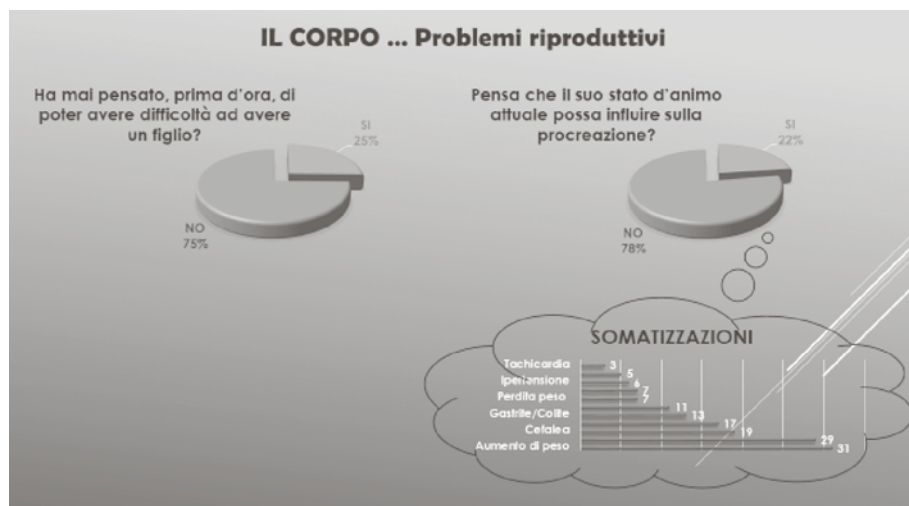 IL CORPO ... Problemi riproduttivi
Ha mai pensato, prima d'ora, di
poter avere difficoltà ad avere
un figlio?
SI
25%
NO
75%
Pensa che il suo stato d'animo
attuale possa influire sulla
procreazione?
SI
22%
NO
78%
SOMATIZZAZIONI
Tachicardia
Ipertensione
Perdita peso
Gastrite/Colite
Cefalea
Aumento di peso
3
5
6
7
7
11
13
17
19
29
31